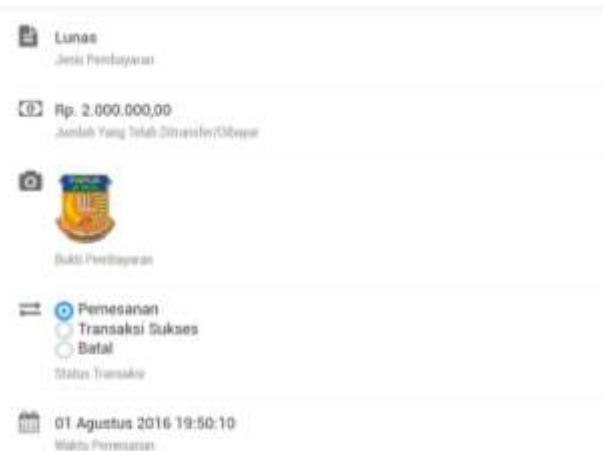 Lunas
Jenis Pembayaran
Rp. 2.000.000,00
Jumlah Yang Telah Ditransfer/Dibayar
Bukti Pembayaran
Pemesanan
Transaksi Sukses
Batal
Status Transaksi
01 Agustus 2016 19:50:10
Waktu Pemesanan